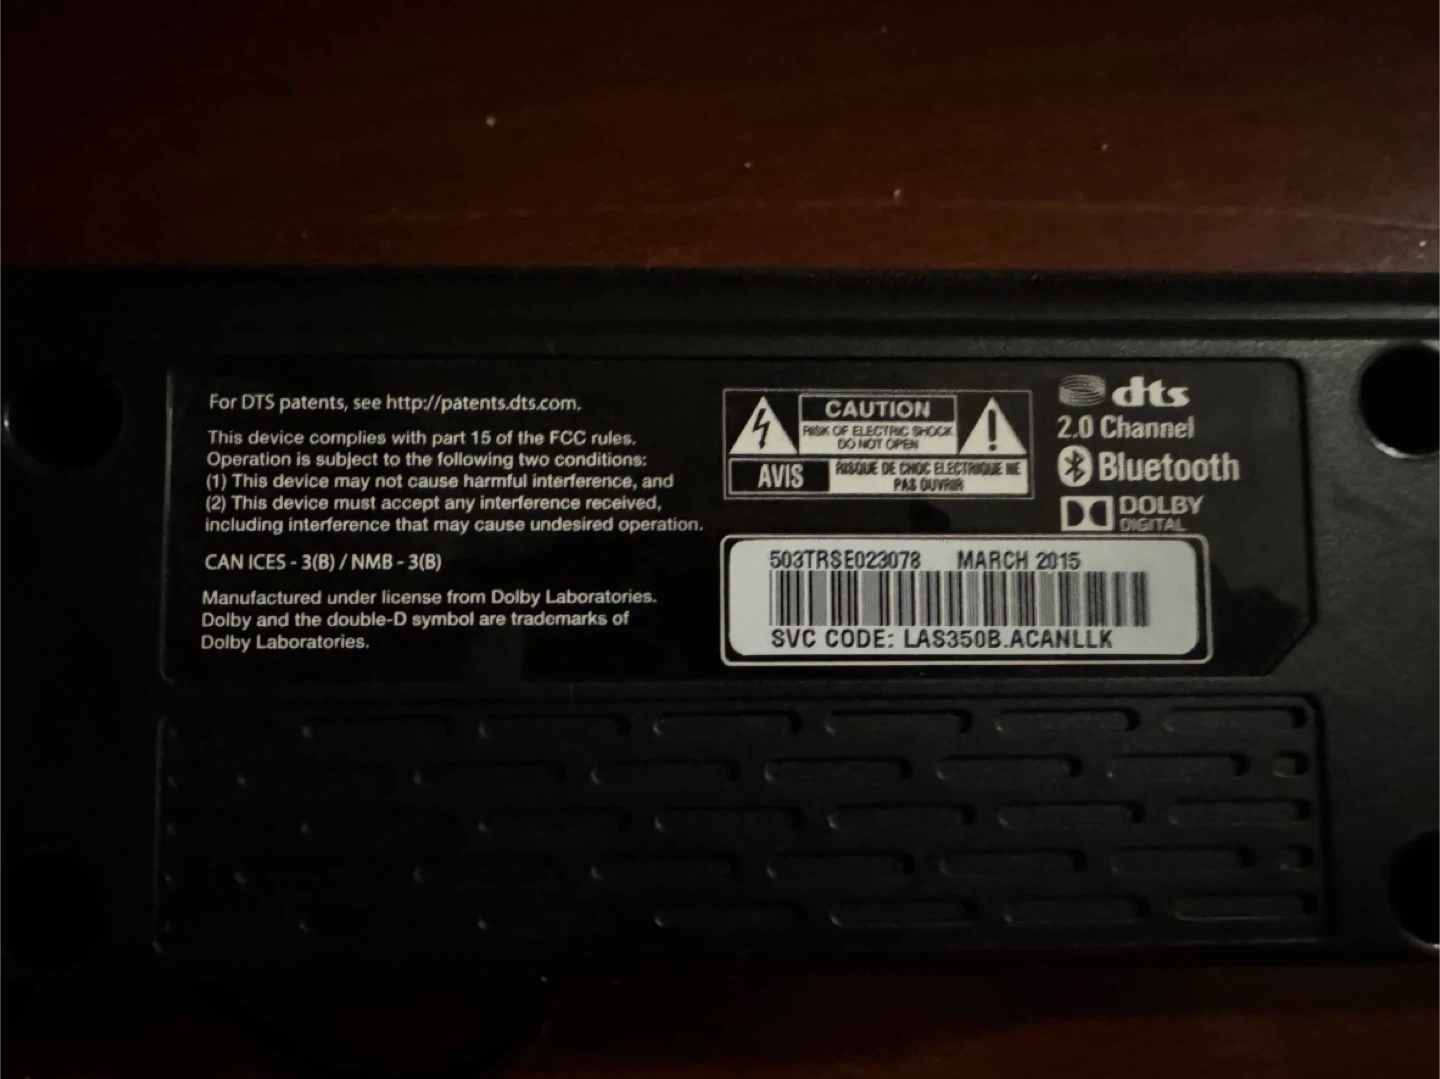 For DTS patents, see http://patents.dts.com.
This device complies with part 15 of the FCC rules.
Operation is subject to the following two conditions:
(1) This device may not cause harmful interference, and
(2) This device must accept any interference received,
including interference that may cause undesired operation.
CAN ICES - 3(B) / NMB - 3(B)
Manufactured under license from Dolby Laboratories.
Dolby and the double-D symbol are trademarks of
Dolby Laboratories.
CAUTION
RISK OF ELECTRIC SHOCK
DO NOT OPEN
AVIS
RISQUE DE CHOC ELECTRIQUE NE
PAS OUVRIR
dts
2.0 Channel
Bluetooth
DOLBY
DIGITAL
503TRSE023078 MARCH 2015
SVC CODE: LAS350B.ACANLLK